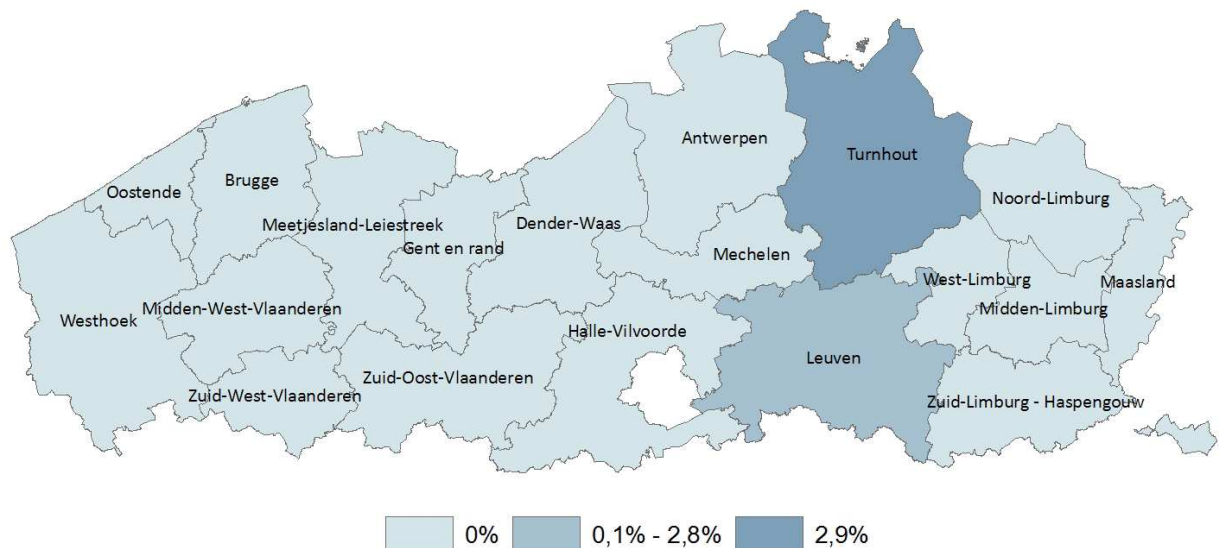 Antwerpen
Turnhout
Oostende
Brugge
Noord-Limburg
Meetjesland-Leiestreek
Dender-Waas
Gent en rand
Mechelen
West-Limburg
Maasland
Midden-West-Vlaanderen
Midden-Limburg
Westhoek
Halle-Vilvoorde
Leuven
Zuid-Oost-Vlaanderen
Zuid-West-Vlaanderen
Zuid-Limburg - Haspengouw
0% 0,1% - 2,8% 2,9%